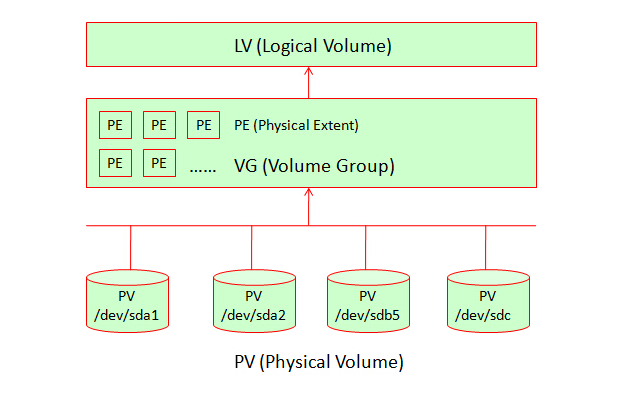 LV (Logical Volume)
PE PE PE PE (Physical Extent)
PE PE ...... VG (Volume Group)
PV PV PV PV
/dev/sda1 /dev/sda2 /dev/sdb5 /dev/sdc
PV (Physical Volume)